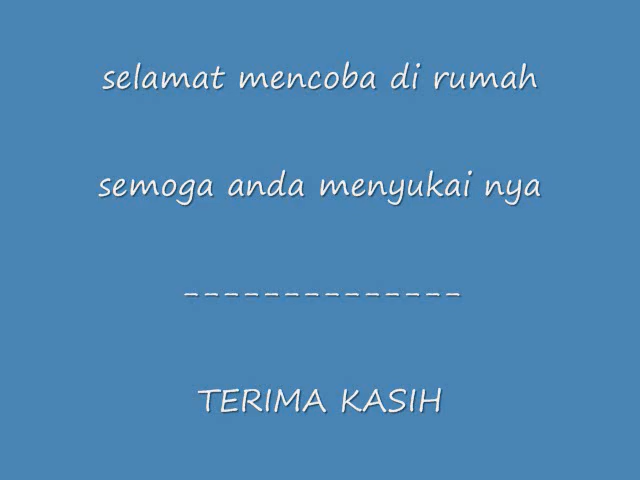 selamat mencoba di rumah
semoga anda menyukai nya
--------------
TERIMA KASIH